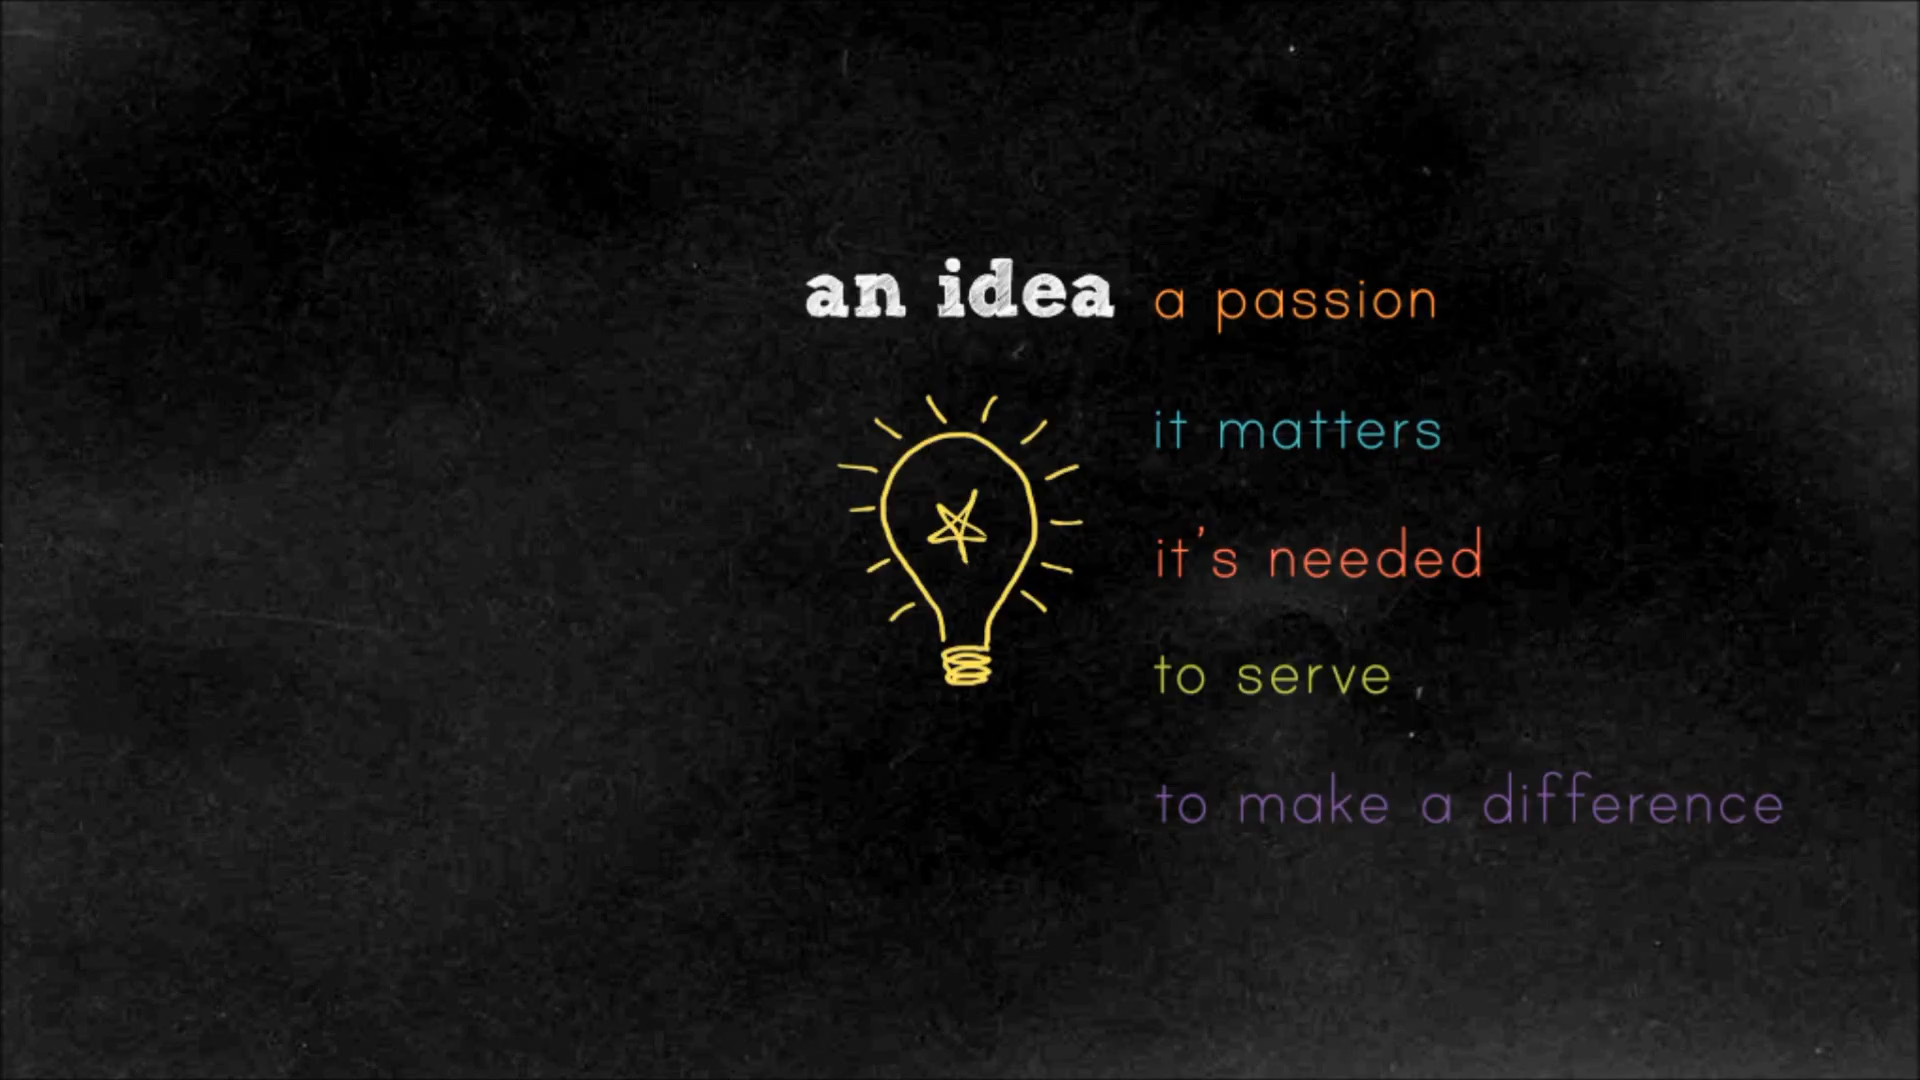 an idea a passion
it matters
it's needed
to serve
to make a difference